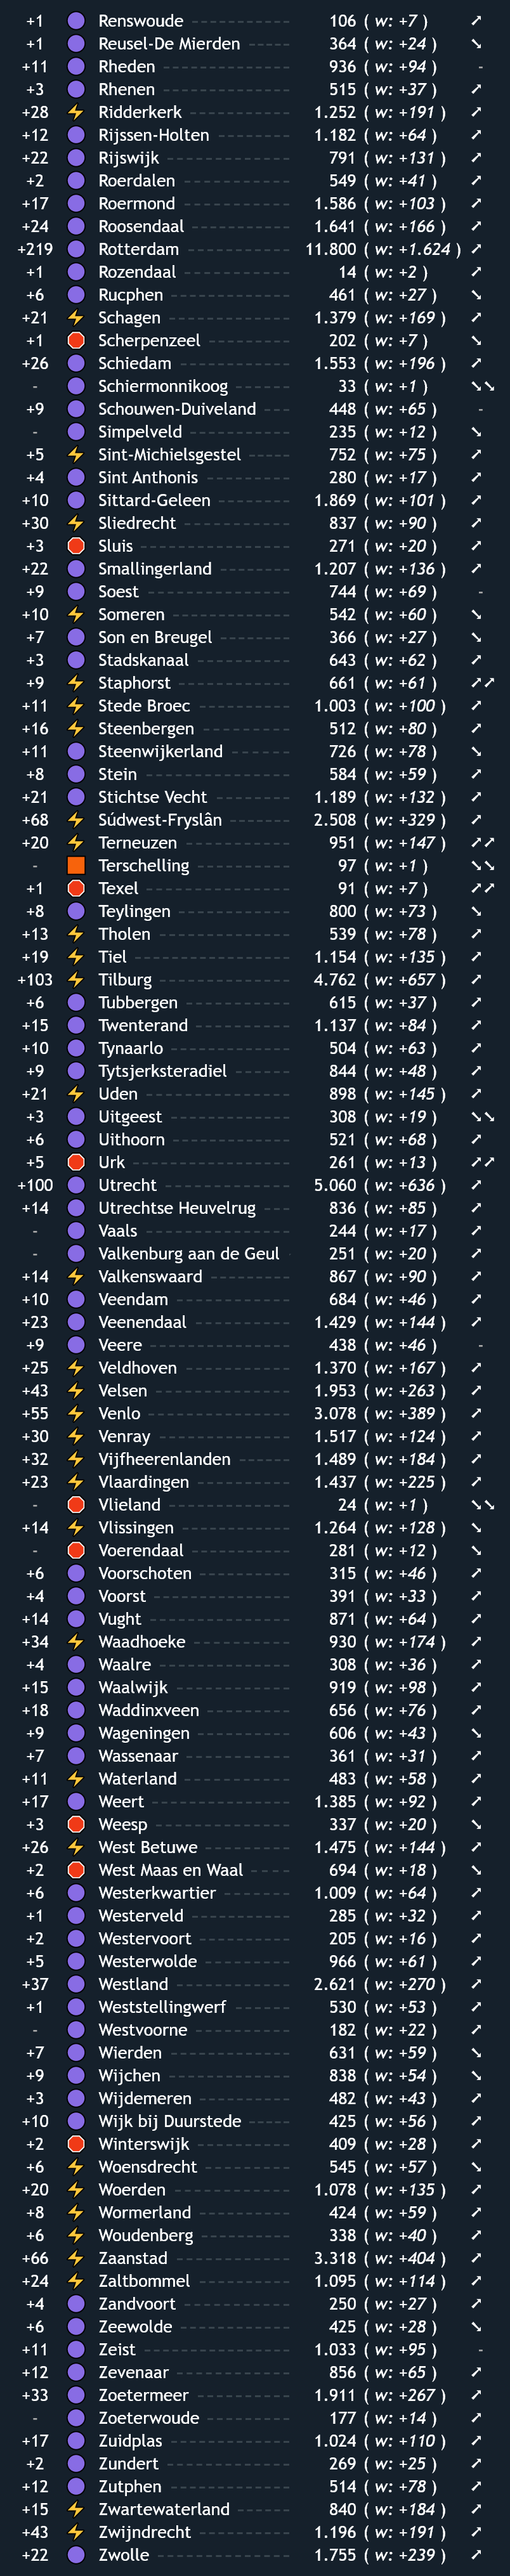 +1 Renswoude 106 ( w: +7 )
+1 Reusel-De Mierden 364 ( w: +24 )
+11 Rheden 936 ( w: +94 ) -
+3 Rhenen 515 ( w: +37 )
+28 Ridderkerk 1.252 ( w: +191 )
+12 Rijssen-Holten 1.182 ( w: +64 )
+22 Rijswijk 791 ( w: +131 )
+2 Roerdalen 549 ( w: +41 )
+17 Roermond 1.586 ( w: +103 )
+24 Roosendaal 1.641 ( w: +166 )
+219 Rotterdam 11.800 ( w: +1.624 )
+1 Rozendaal 14 ( w: +2 )
+6 Rucphen 461 ( w: +27 )
+21 Schagen 1.379 ( w: +169 )
+1 Scherpenzeel 202 ( w: +7 )
+26 Schiedam 1.553 ( w: +196 )
- Schiermonnikoog 33 ( w: +1 )
+9 Schouwen-Duiveland 448 ( w: +65 ) -
- Simpelveld 235 ( w: +12 )
+5 Sint-Michielsgestel 752 ( w: +75 )
+4 Sint Anthonis 280 ( w: +17 )
+10 Sittard-Geleen 1.869 ( w: +101 )
+30 Sliedrecht 837 ( w: +90 )
+3 Sluis 271 ( w: +20 )
+22 Smallingerland 1.207 ( w: +136 )
+9 Soest 744 ( w: +69 ) -
+10 Someren 542 ( w: +60 )
+7 Son en Breugel 366 ( w: +27 )
+3 Stadskanaal 643 ( w: +62 )
+9 Staphorst 661 ( w: +61 )
+11 Stede Broec 1.003 ( w: +100 )
+16 Steenbergen 512 ( w: +80 )
+11 Steenwijkerland 726 ( w: +78 )
+8 Stein 584 ( w: +59 )
+21 Stichtse Vecht 1.189 ( w: +132 )
+68 Súdwest-Fryslân 2.508 ( w: +329 )
+20 Terneuzen 951 ( w: +147 )
- Terschelling 97 ( w: +1 )
+1 Texel 91 ( w: +7 )
+8 Teylingen 800 ( w: +73 )
+13 Tholen 539 ( w: +78 )
+19 Tiel 1.154 ( w: +135 )
+103 Tilburg 4.762 ( w: +657 )
+6 Tubbergen 615 ( w: +37 )
+15 Twenterand 1.137 ( w: +84 )
+10 Tynaarlo 504 ( w: +63 )
+9 Tytsjerksteradiel 844 ( w: +48 )
+21 Uden 898 ( w: +145 )
+3 Uitgeest 308 ( w: +19 )
+6 Uithoorn 521 ( w: +68 )
+5 Urk 261 ( w: +13 )
+100 Utrecht 5.060 ( w: +636 )
+14 Utrechtse Heuvelrug 836 ( w: +85 )
- Vaals 244 ( w: +17 )
- Valkenburg aan de Geul 251 ( w: +20 )
+14 Valkenswaard 867 ( w: +90 )
+10 Veendam 684 ( w: +46 )
+23 Veenendaal 1.429 ( w: +144 )
+9 Veere 438 ( w: +46 ) -
+25 Veldhoven 1.370 ( w: +167 )
+43 Velsen 1.953 ( w: +263 )
+55 Venlo 3.078 ( w: +389 )
+30 Venray 1.517 ( w: +124 )
+32 Vijfheerenlanden 1.489 ( w: +184 )
+23 Vlaardingen 1.437 ( w: +225 )
- Vlieland 24 ( w: +1 )
+14 Vlissingen 1.264 ( w: +128 )
- Voerendaal 281 ( w: +12 )
+6 Voorschoten 315 ( w: +46 )
+4 Voorst 391 ( w: +33 )
+14 Vught 871 ( w: +64 )
+34 Waadhoeke 930 ( w: +174 )
+4 Waalre 308 ( w: +36 )
+15 Waalwijk 919 ( w: +98 )
+18 Waddinxveen 656 ( w: +76 )
+9 Wageningen 606 ( w: +43 )
+7 Wassenaar 361 ( w: +31 )
+11 Waterland 483 ( w: +58 )
+17 Weert 1.385 ( w: +92 )
+3 Weesp 337 ( w: +20 )
+26 West Betuwe 1.475 ( w: +144 )
+2 West Maas en Waal 694 ( w: +18 )
+6 Westerkwartier 1.009 ( w: +64 )
+1 Westerveld 285 ( w: +32 )
+2 Westervoort 205 ( w: +16 )
+5 Westerwolde 966 ( w: +61 )
+37 Westland 2.621 ( w: +270 )
+1 Weststellingwerf 530 ( w: +53 )
- Westvoorne 182 ( w: +22 )
+7 Wierden 631 ( w: +59 )
+9 Wijchen 838 ( w: +54 )
+3 Wijdemeren 482 ( w: +43 )
+10 Wijk bij Duurstede 425 ( w: +56 )
+2 Winterswijk 409 ( w: +28 )
+6 Woensdrecht 545 ( w: +57 )
+20 Woerden 1.078 ( w: +135 )
+8 Wormerland 424 ( w: +59 )
+6 Woudenberg 338 ( w: +40 )
+66 Zaanstad 3.318 ( w: +404 )
+24 Zaltbommel 1.095 ( w: +114 )
+4 Zandvoort 250 ( w: +27 )
+6 Zeewolde 425 ( w: +28 )
+11 Zeist 1.033 ( w: +95 ) -
+12 Zevenaar 856 ( w: +65 )
+33 Zoetermeer 1.911 ( w: +267 )
- Zoeterwoude 177 ( w: +14 )
+17 Zuidplas 1.024 ( w: +110 )
+2 Zundert 269 ( w: +25 )
+12 Zutphen 514 ( w: +78 )
+15 Zwartewaterland 840 ( w: +184 )
+43 Zwijndrecht 1.196 ( w: +191 )
+22 Zwolle 1.755 ( w: +239 )